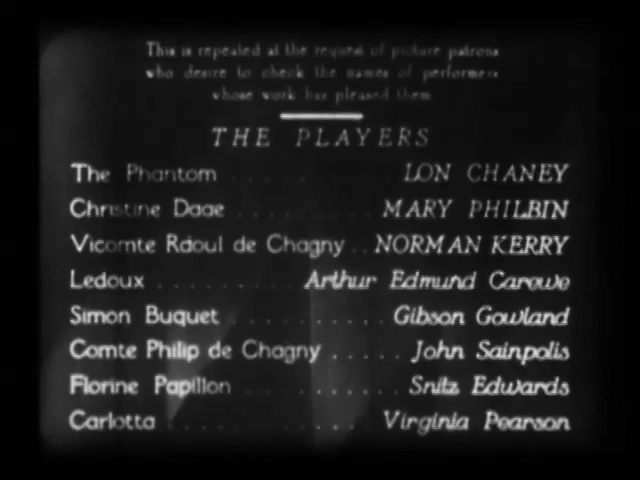 This is repeated at the request of picture patrons
who desire to check the names of performers
whose work has pleased them
THE PLAYERS
The Phantom . . . . . . . . LON CHANEY
Christine Daae . . . . . . . . . MARY PHILBIN
Vicomte Raoul de Chagny . . NORMAN KERRY
Ledoux . . . . . . . . . Arthur Edmund Carewe
Simon Buquet . . . . . . . . . . Gibson Gowland
Comte Philip de Chagny . . . . . John Sainpolis
Florine Papillon . . . . . . . . . . Snitz Edwards
Carlotta . . . . . . . . . . . . Virginia Pearson